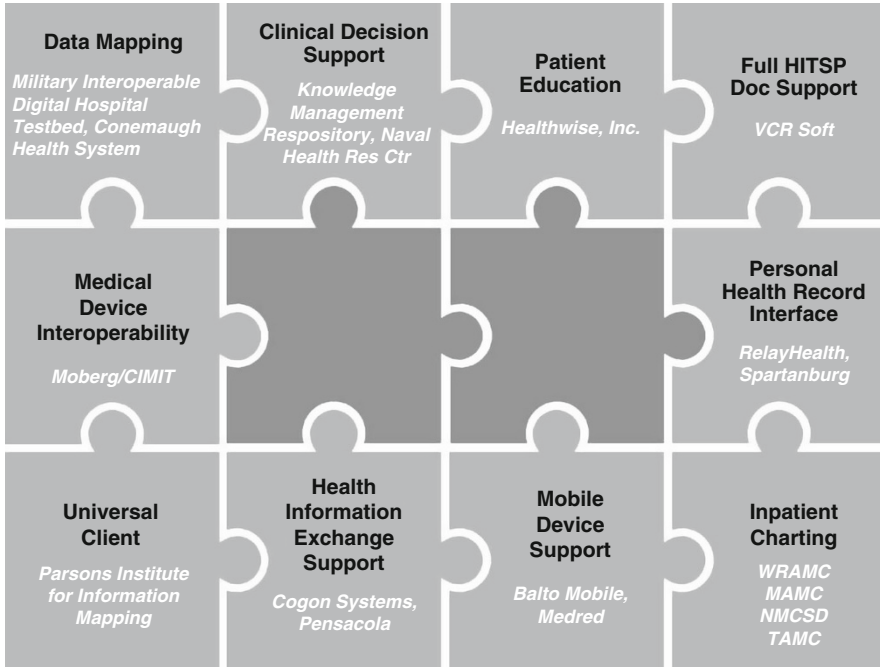 Data Mapping
Military Interoperable
Digital Hospital
Testbed, Conemaugh
Health System
Clinical Decision
Support
Knowledge
Management
Respository, Naval
Health Res Ctr
Patient
Education
Healthwise, Inc.
Full HITSP
Doc Support
VCR Soft
Medical
Device
Interoperability
Moberg/CIMIT
Personal
Health Record
Interface
RelayHealth,
Spartanburg
Universal
Client
Parsons Institute
for Information
Mapping
Health
Information
Exchange
Support
Cogon Systems,
Pensacola
Mobile
Device
Support
Balto Mobile,
Medred
Inpatient
Charting
WRAMC
MAMC
NMCSD
TAMC